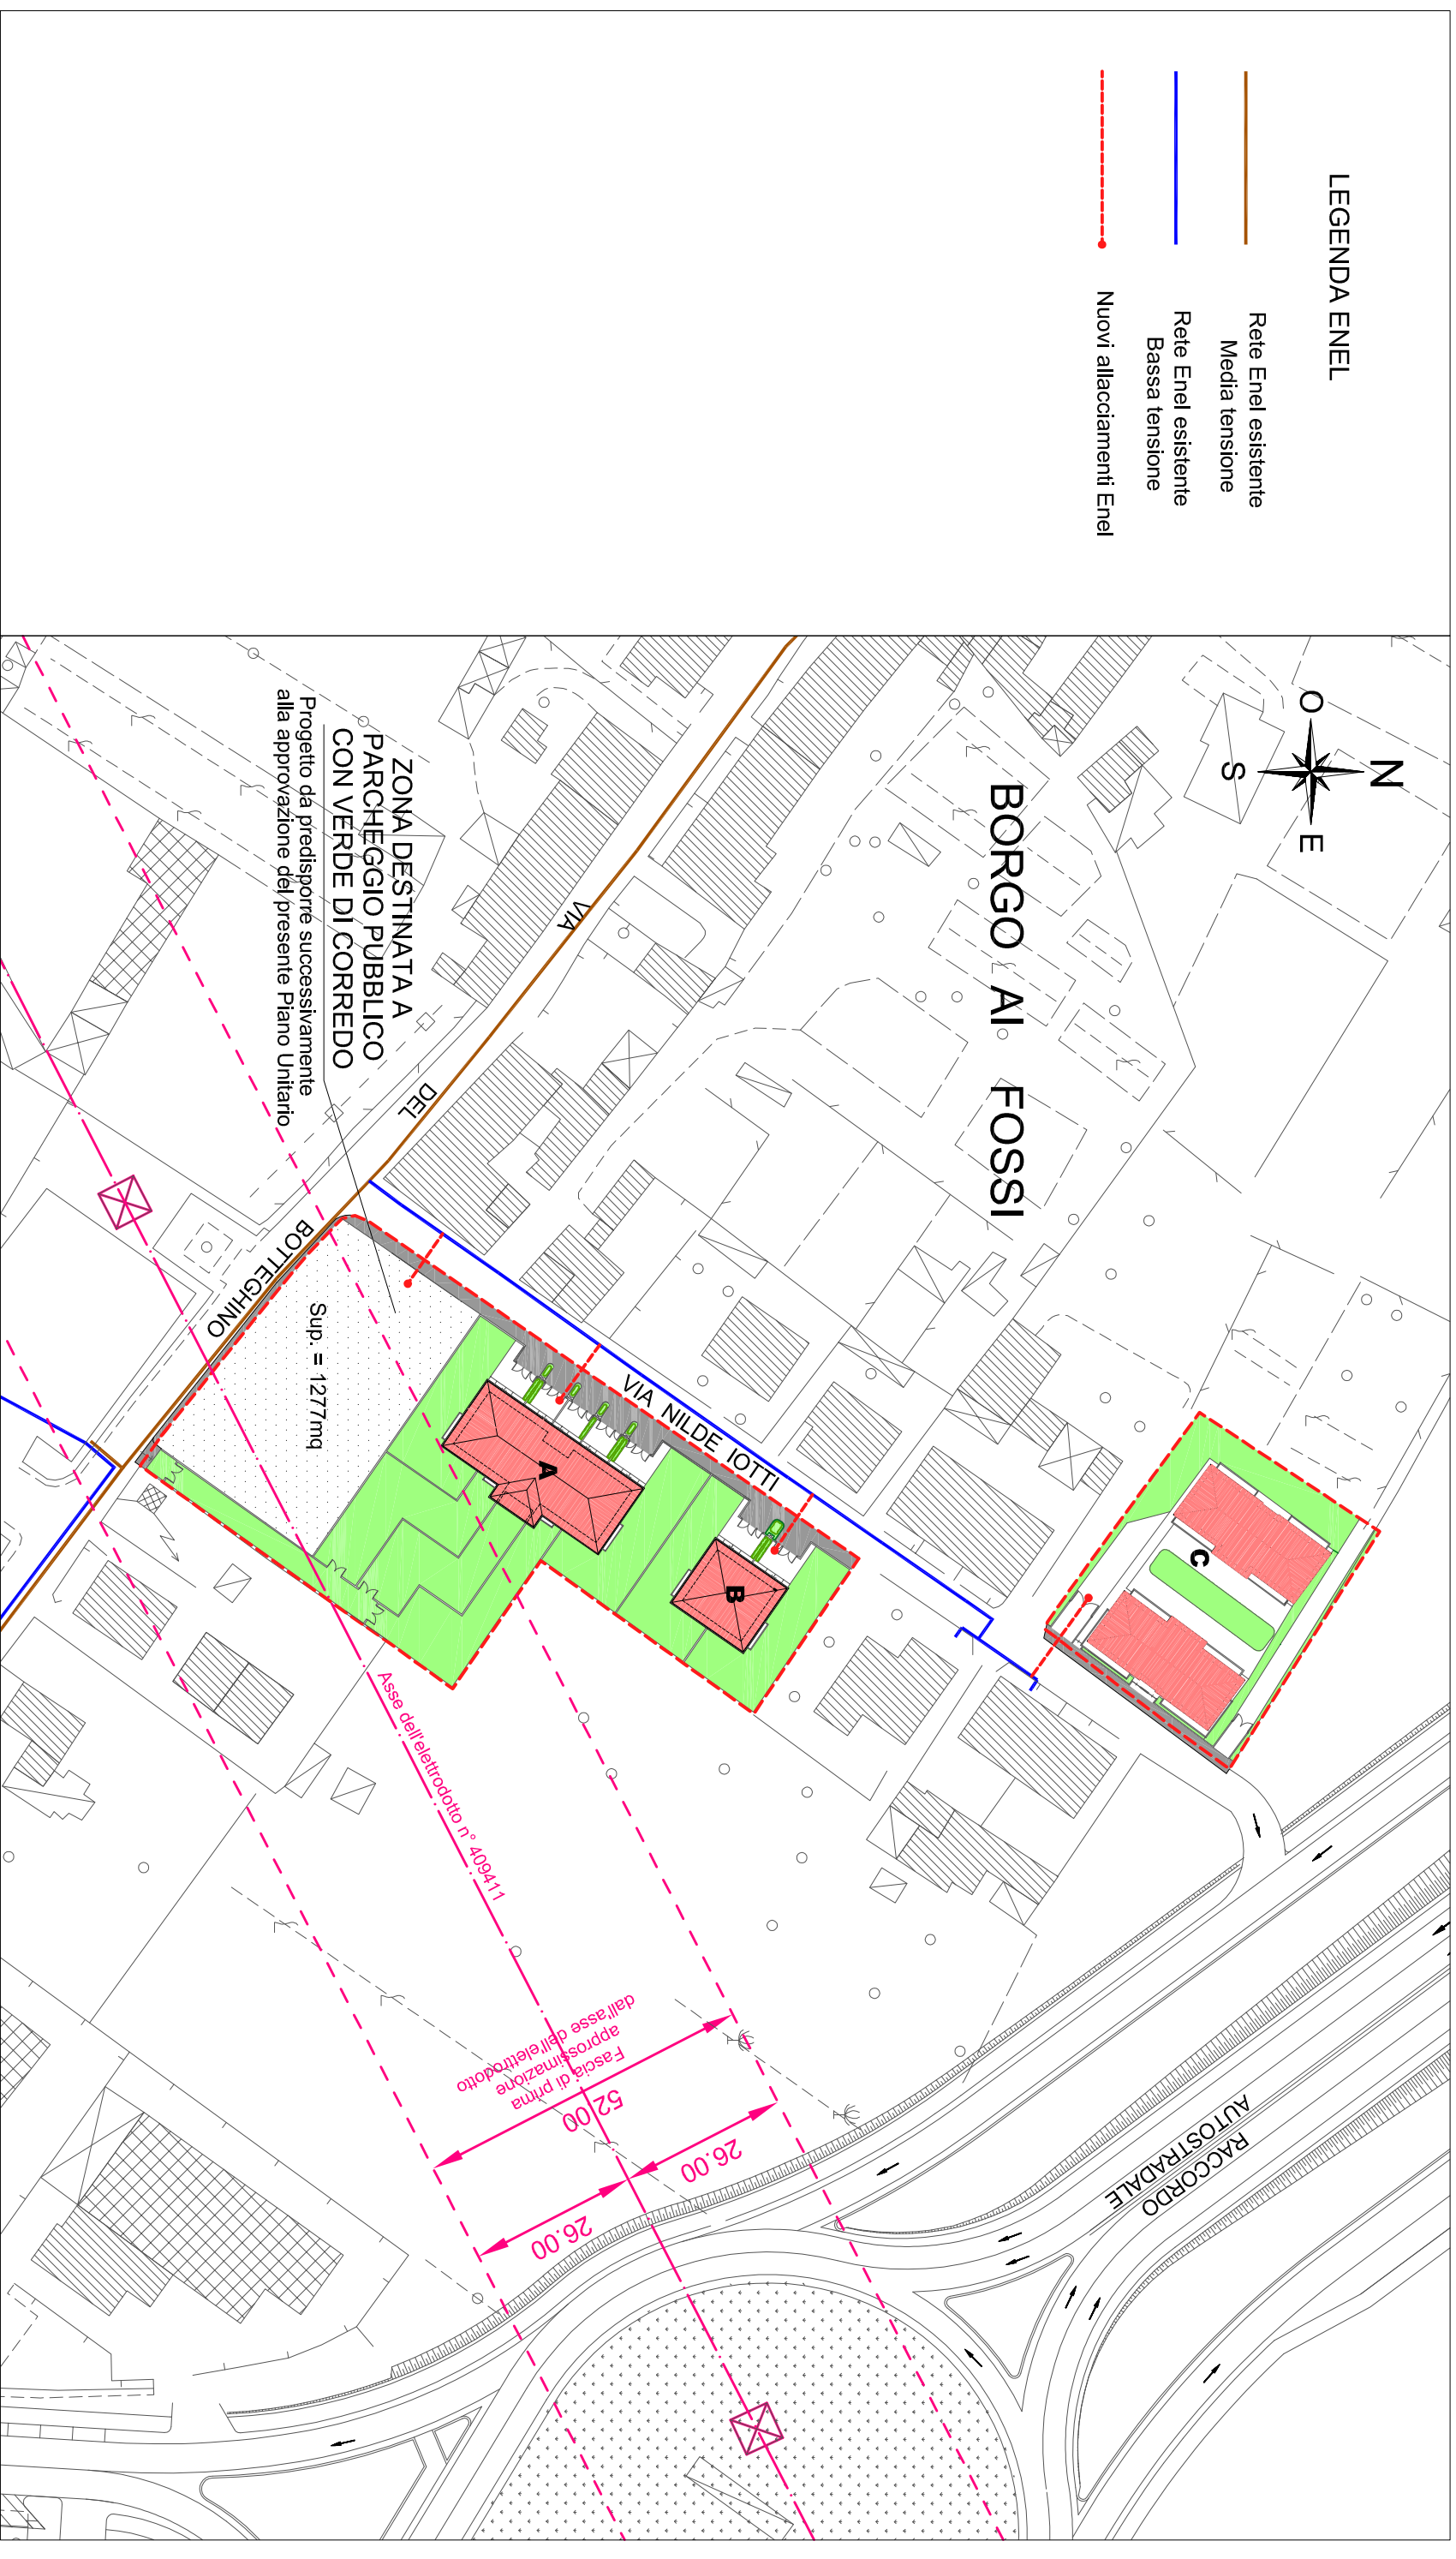 LEGENDA ENEL
Rete Enel esistente
Media tensione
Rete Enel esistente
Bassa tensione
Nuovi allacciamenti Enel
N
O
E
S
BORGO AI FOSSI
VIA
DEL
BOTTEGHINO
ZONA DESTINATA A
PARCHEGGIO PUBBLICO
CON VERDE DI CORREDO
Progetto da predisporre successivamente
alla approvazione del presente Piano Unitario
Sup. = 1277mq
VIA NILDE IOTTI
A
B
C
Asse dell'elettrodotto n° 409411
Fascia di prima
approssimazione
dall'asse dell'elettrodotto
52.00
26.00
26.00
RACCORDO
AUTOSTRADALE